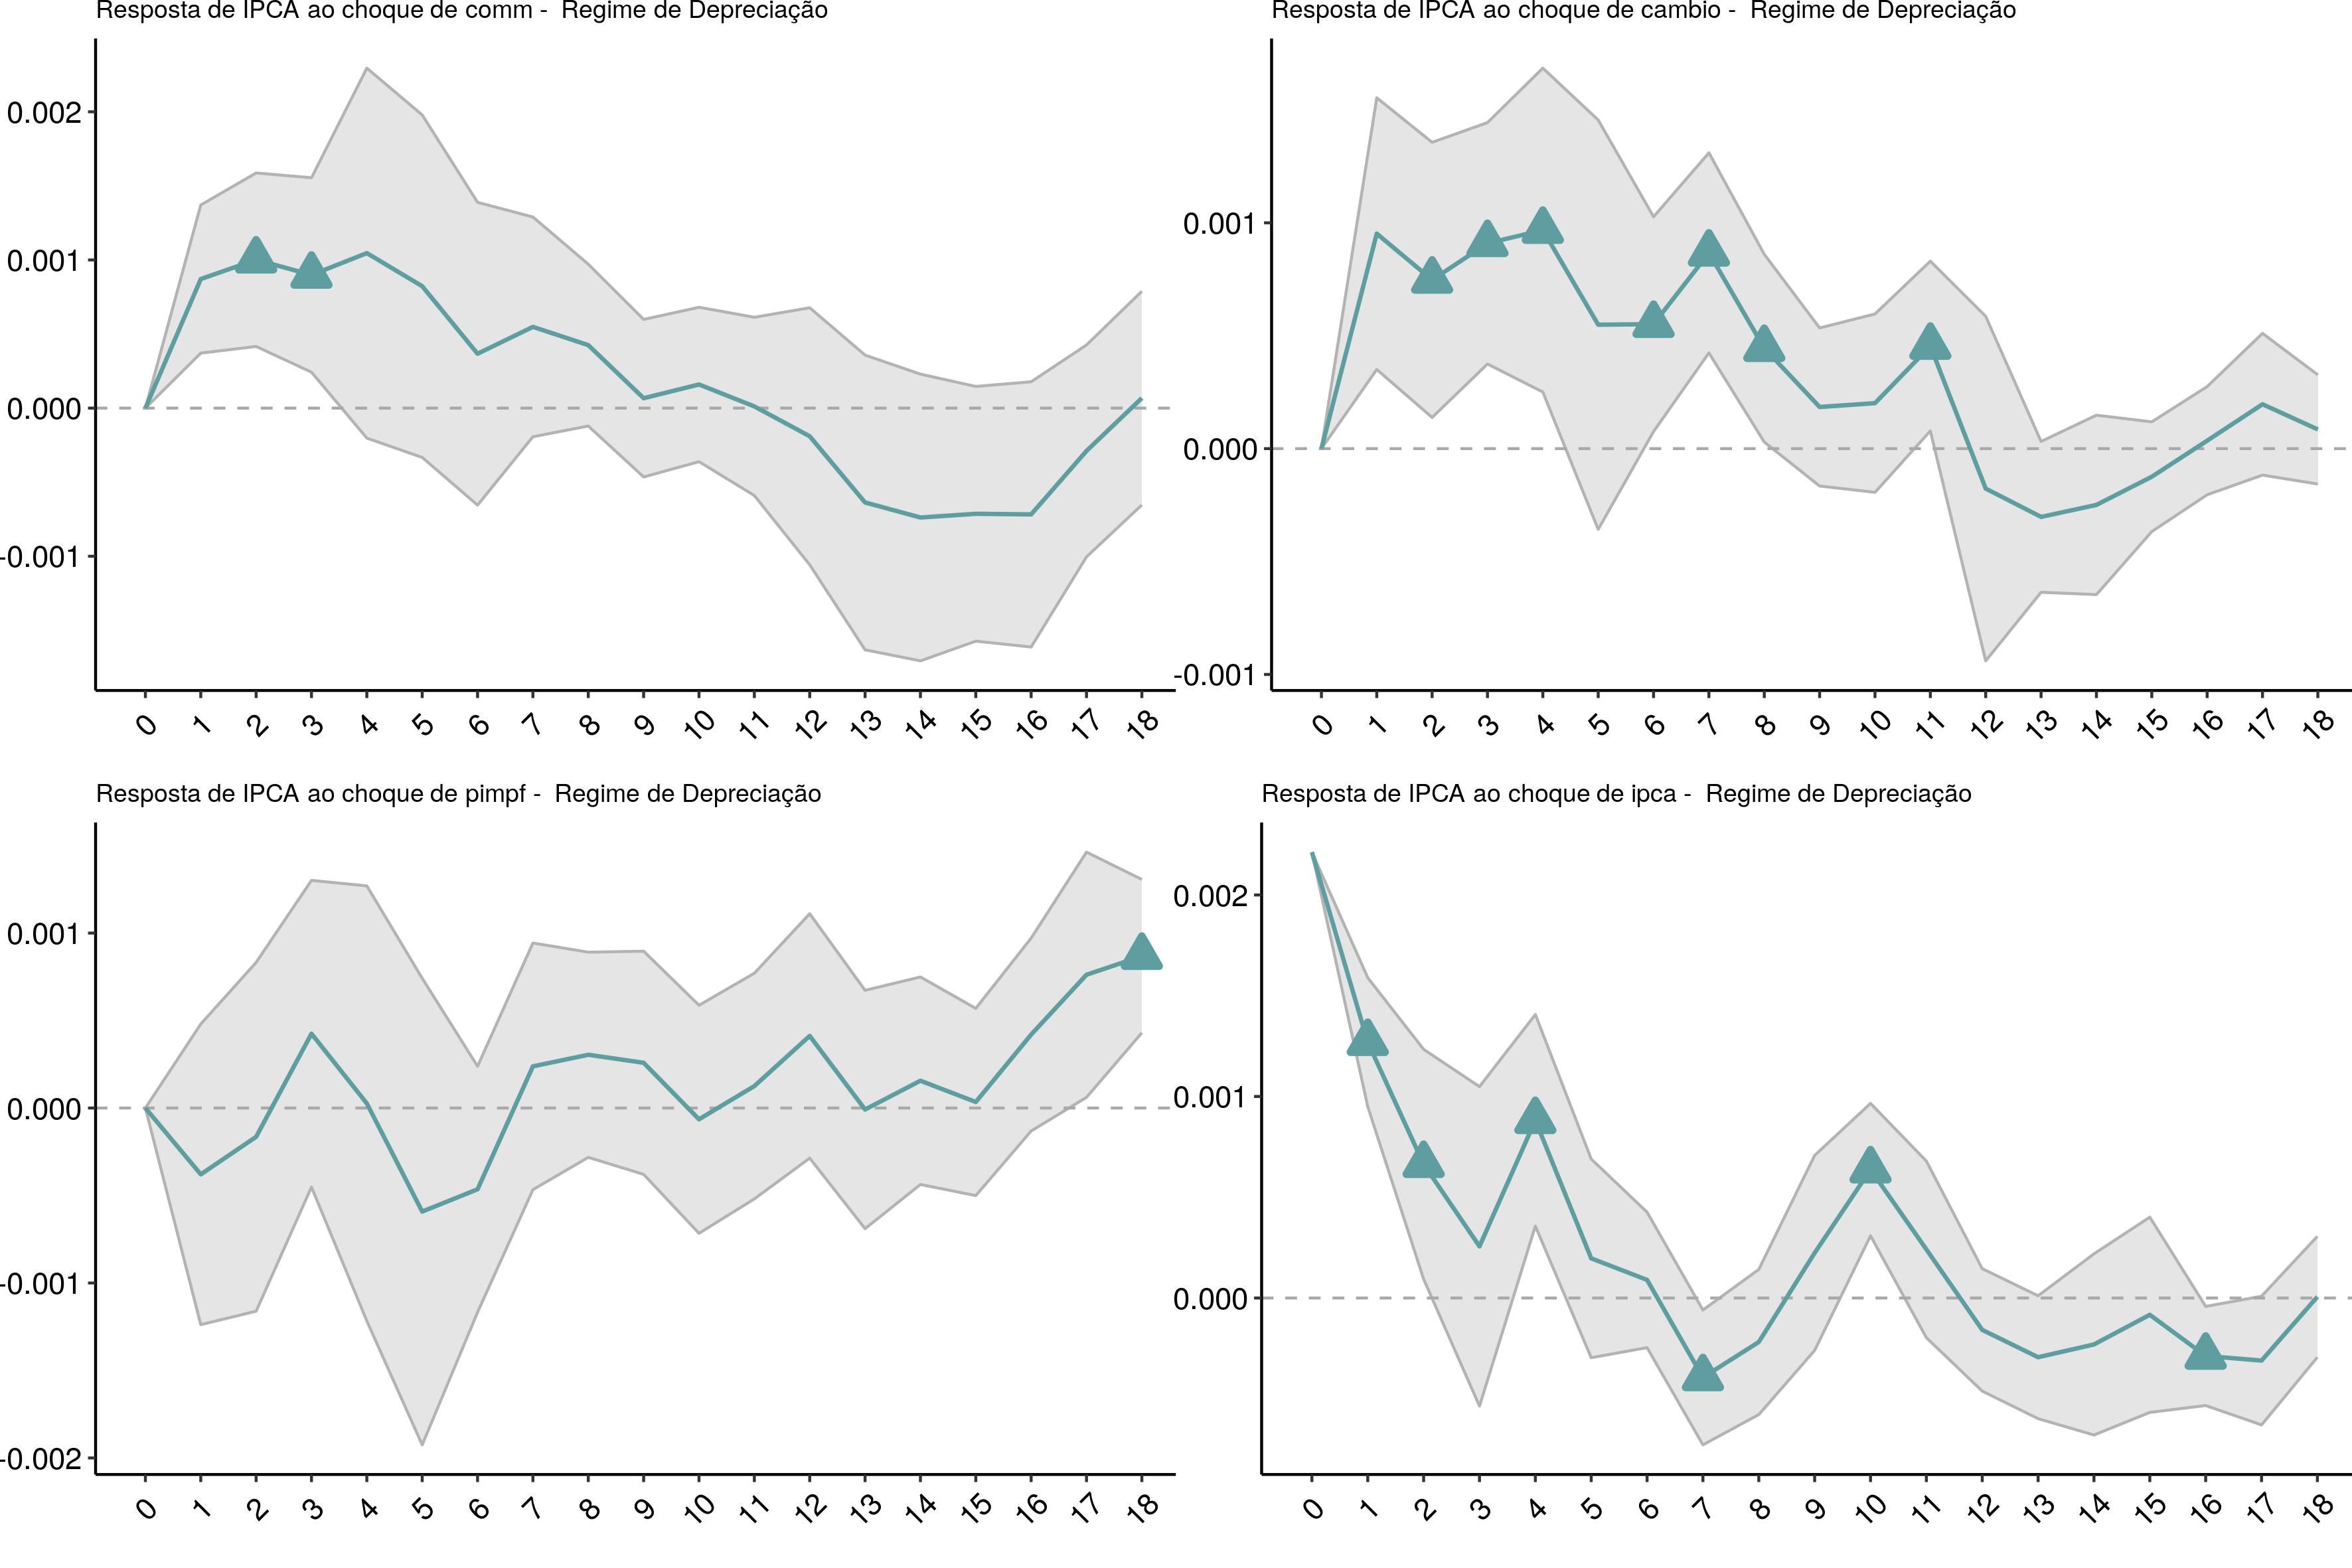 Resposta de IPCA ao choque de comm -  Regime de Depreciação
0.002
0.001
0.000
-0.001
0 1 2 3 4 5 6 7 8 9 10 11 12 13 14 15 16 17 18
Resposta de IPCA ao choque de cambio -  Regime de Depreciação
0.001
0.000
-0.001
0 1 2 3 4 5 6 7 8 9 10 11 12 13 14 15 16 17 18
Resposta de IPCA ao choque de pimpf -  Regime de Depreciação
0.001
0.000
-0.001
-0.002
0 1 2 3 4 5 6 7 8 9 10 11 12 13 14 15 16 17 18
Resposta de IPCA ao choque de ipca -  Regime de Depreciação
0.002
0.001
0.000
0 1 2 3 4 5 6 7 8 9 10 11 12 13 14 15 16 17 18